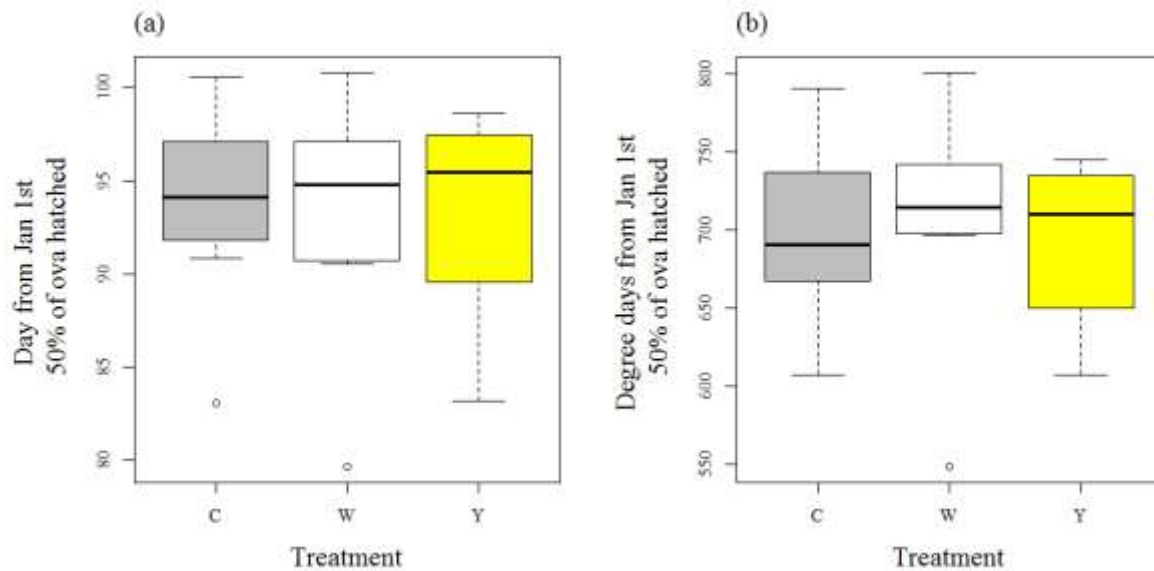 (a)
Day from Jan 1st
50% of ova hatched
100
95
90
85
80
C W Y
Treatment
(b)
Degree days from Jan 1st
50% of ova hatched
800
750
700
650
600
550
C W Y
Treatment